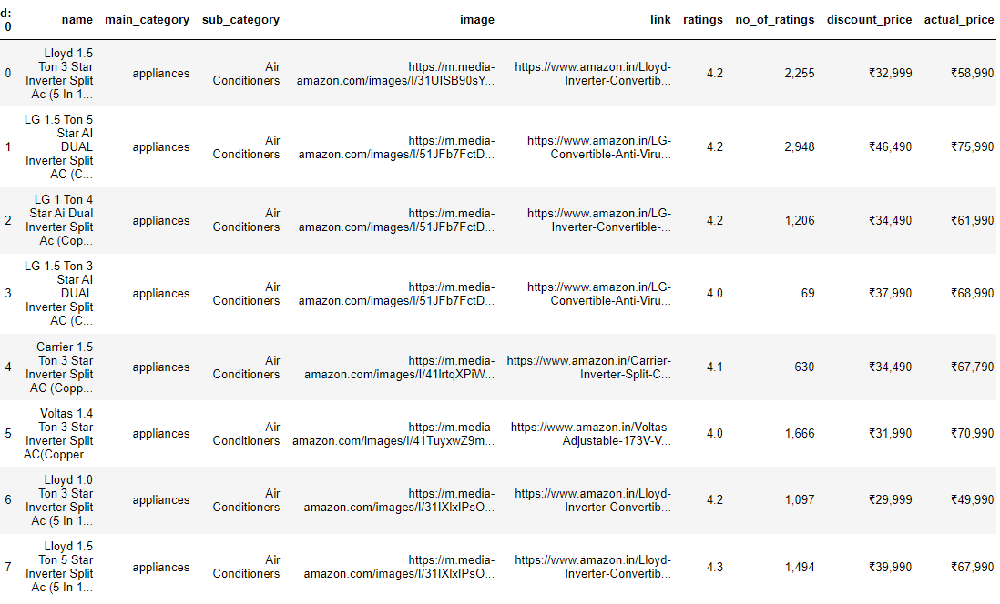 d:
0
name
main_category
sub_category
image
link
ratings
no_of_ratings
discount_price
actual_price
0
Lloyd 1.5
Ton 3 Star
Inverter Split
Ac (5 In 1...
appliances
Air
Conditioners
https://m.media-
amazon.com/images/I/31UISB90sY...
https://www.amazon.in/Lloyd-
Inverter-Convertib...
4.2
2,255
₹32,999
₹58,990
1
LG 1.5 Ton 5
Star AI
DUAL
Inverter Split
AC (C...
appliances
Air
Conditioners
https://m.media-
amazon.com/images/I/51JFb7FctD...
https://www.amazon.in/LG-
Convertible-Anti-Viru...
4.2
2,948
₹46,490
₹75,990
2
LG 1 Ton 4
Star Ai Dual
Inverter Split
Ac (Cop...
appliances
Air
Conditioners
https://m.media-
amazon.com/images/I/51JFb7FctD...
https://www.amazon.in/LG-
Inverter-Convertible-...
4.2
1,206
₹34,490
₹61,990
3
LG 1.5 Ton 3
Star AI
DUAL
Inverter Split
AC (C...
appliances
Air
Conditioners
https://m.media-
amazon.com/images/I/51JFb7FctD...
https://www.amazon.in/LG-
Convertible-Anti-Viru...
4.0
69
₹37,990
₹68,990
4
Carrier 1.5
Ton 3 Star
Inverter Split
AC (Copp...
appliances
Air
Conditioners
https://m.media-
amazon.com/images/I/41lrtqXPiW...
https://www.amazon.in/Carrier-
Inverter-Split-C...
4.1
630
₹34,490
₹67,790
5
Voltas 1.4
Ton 3 Star
Inverter Split
AC(Copper...
appliances
Air
Conditioners
https://m.media-
amazon.com/images/I/41TuyxwZ9m...
https://www.amazon.in/Voltas-
Adjustable-173V-V...
4.0
1,666
₹31,990
₹70,990
6
Lloyd 1.0
Ton 3 Star
Inverter Split
Ac (5 In 1...
appliances
Air
Conditioners
https://m.media-
amazon.com/images/I/31IXlxIPsO...
https://www.amazon.in/Lloyd-
Inverter-Convertib...
4.2
1,097
₹29,999
₹49,990
7
Lloyd 1.5
Ton 5 Star
Inverter Split
Ac (5 In 1...
appliances
Air
Conditioners
https://m.media-
amazon.com/images/I/31IXlxIPsO...
https://www.amazon.in/Lloyd-
Inverter-Convertib...
4.3
1,494
₹39,990
₹67,990